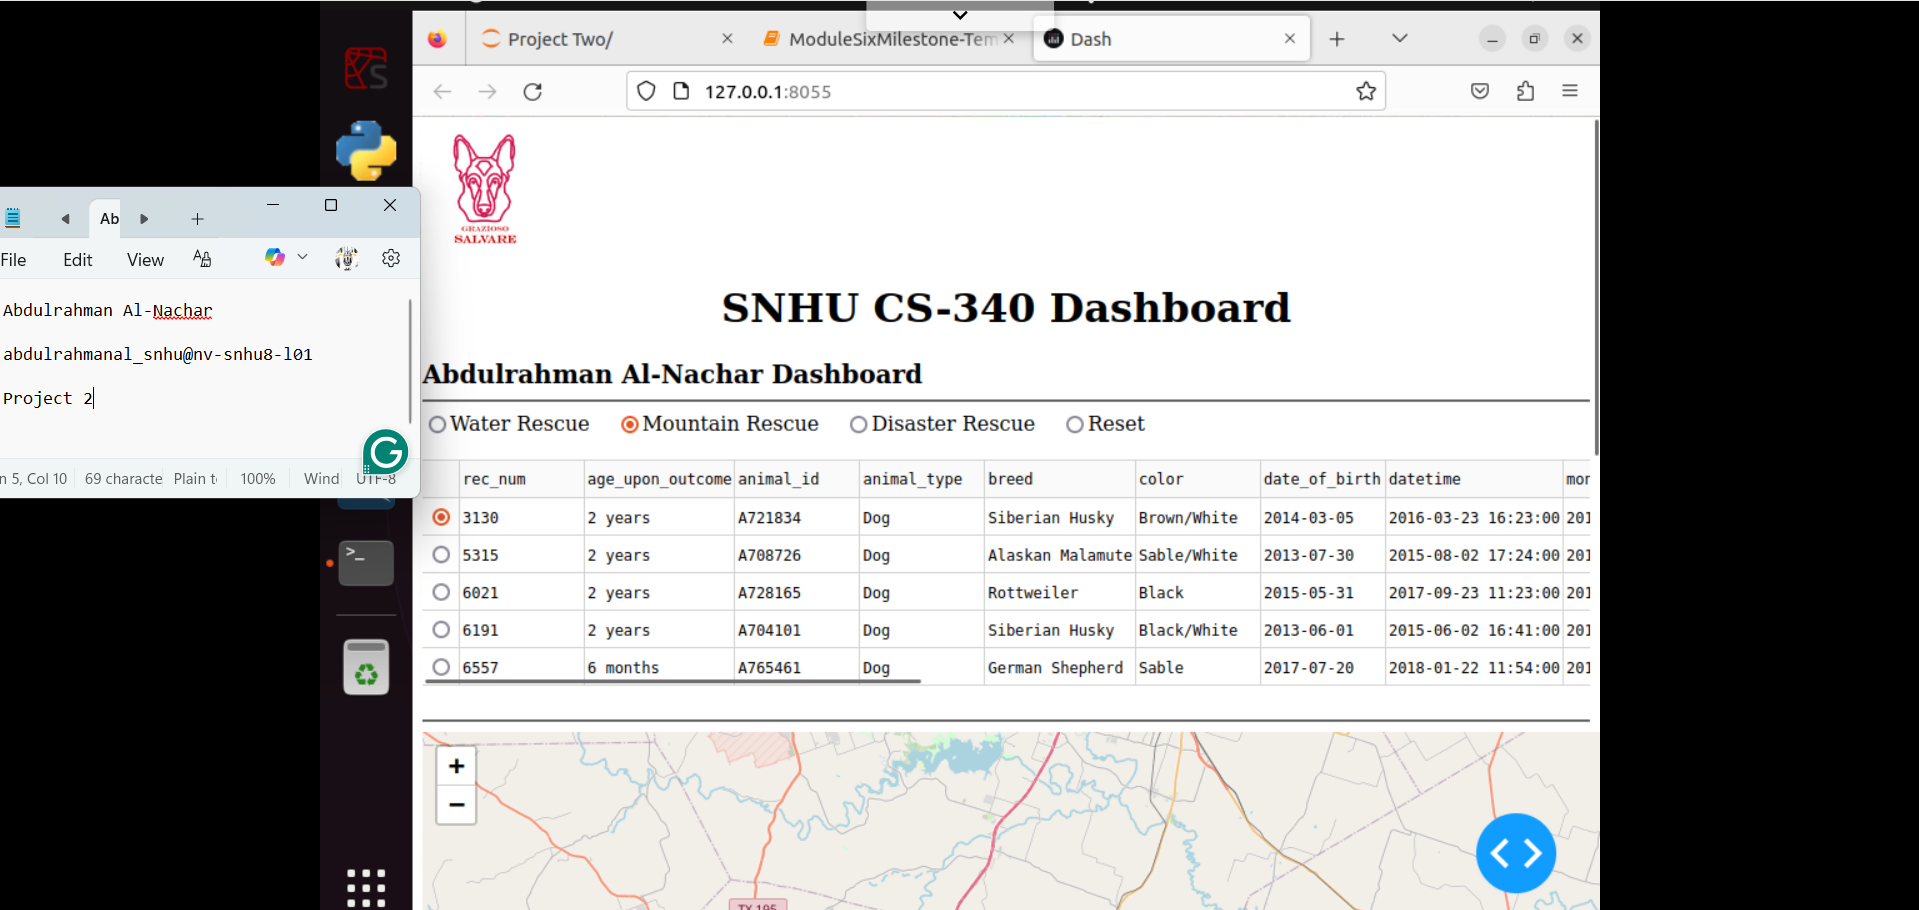 Project Two/
ModuleSixMilestone-Tem
Dash
127.0.0.1:8055
GRAZIOSO
SALVARE
Ab
File Edit View
Abdulrahman Al-Nachar
abdulrahmanal_snhu@nv-snhu8-l01
Project 2
n 5, Col 10 69 characte Plain t 100% Wind UTF-8
SNHU CS-340 Dashboard
Abdulrahman Al-Nachar Dashboard
Water Rescue Mountain Rescue Disaster Rescue Reset
rec_num age_upon_outcome animal_id animal_type breed color date_of_birth datetime mon
3130 2 years A721834 Dog Siberian Husky Brown/White 2014-03-05 2016-03-23 16:23:00 201
5315 2 years A708726 Dog Alaskan Malamute Sable/White 2013-07-30 2015-08-02 17:24:00 201
6021 2 years A728165 Dog Rottweiler Black 2015-05-31 2017-09-23 11:23:00 201
6191 2 years A704101 Dog Siberian Husky Black/White 2013-06-01 2015-06-02 16:41:00 201
6557 6 months A765461 Dog German Shepherd Sable 2017-07-20 2018-01-22 11:54:00 201
+
−
TX 195